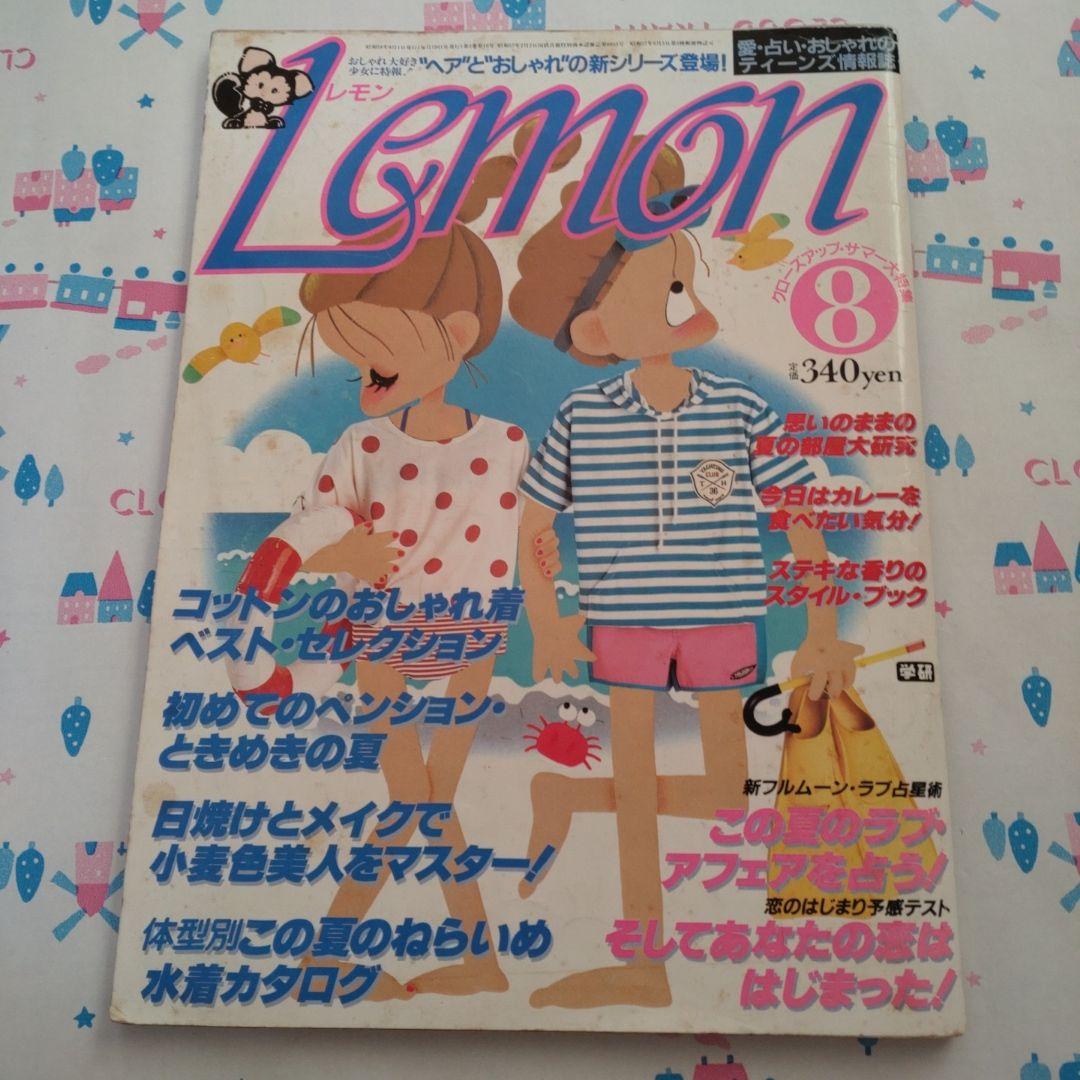 愛・占い・おしゃれの
ティーンズ情報誌
おしゃれ大好き
少女に特報。
“ヘア”と“おしゃれ”の新シリーズ登場!
レモン
Lemon
クローズアップ・サマー大特集
8
定価340yen
思いのままの
夏の部屋大研究
今日はカレーを
食べたい気分!
ステキな香りの
スタイル・ブック
YACHTING
CLUB
T H
36
コットンのおしゃれ着
ベスト・セレクション
学研
初めてのペンション・
ときめきの夏
日焼けとメイクで
小麦色美人をマスター!
体型別この夏のねらいめ
水着カタログ
新フルムーン・ラブ占星術
この夏のラブ・
アフェアを占う!
恋のはじまり予感テスト
そしてあなたの恋は
はじまった!